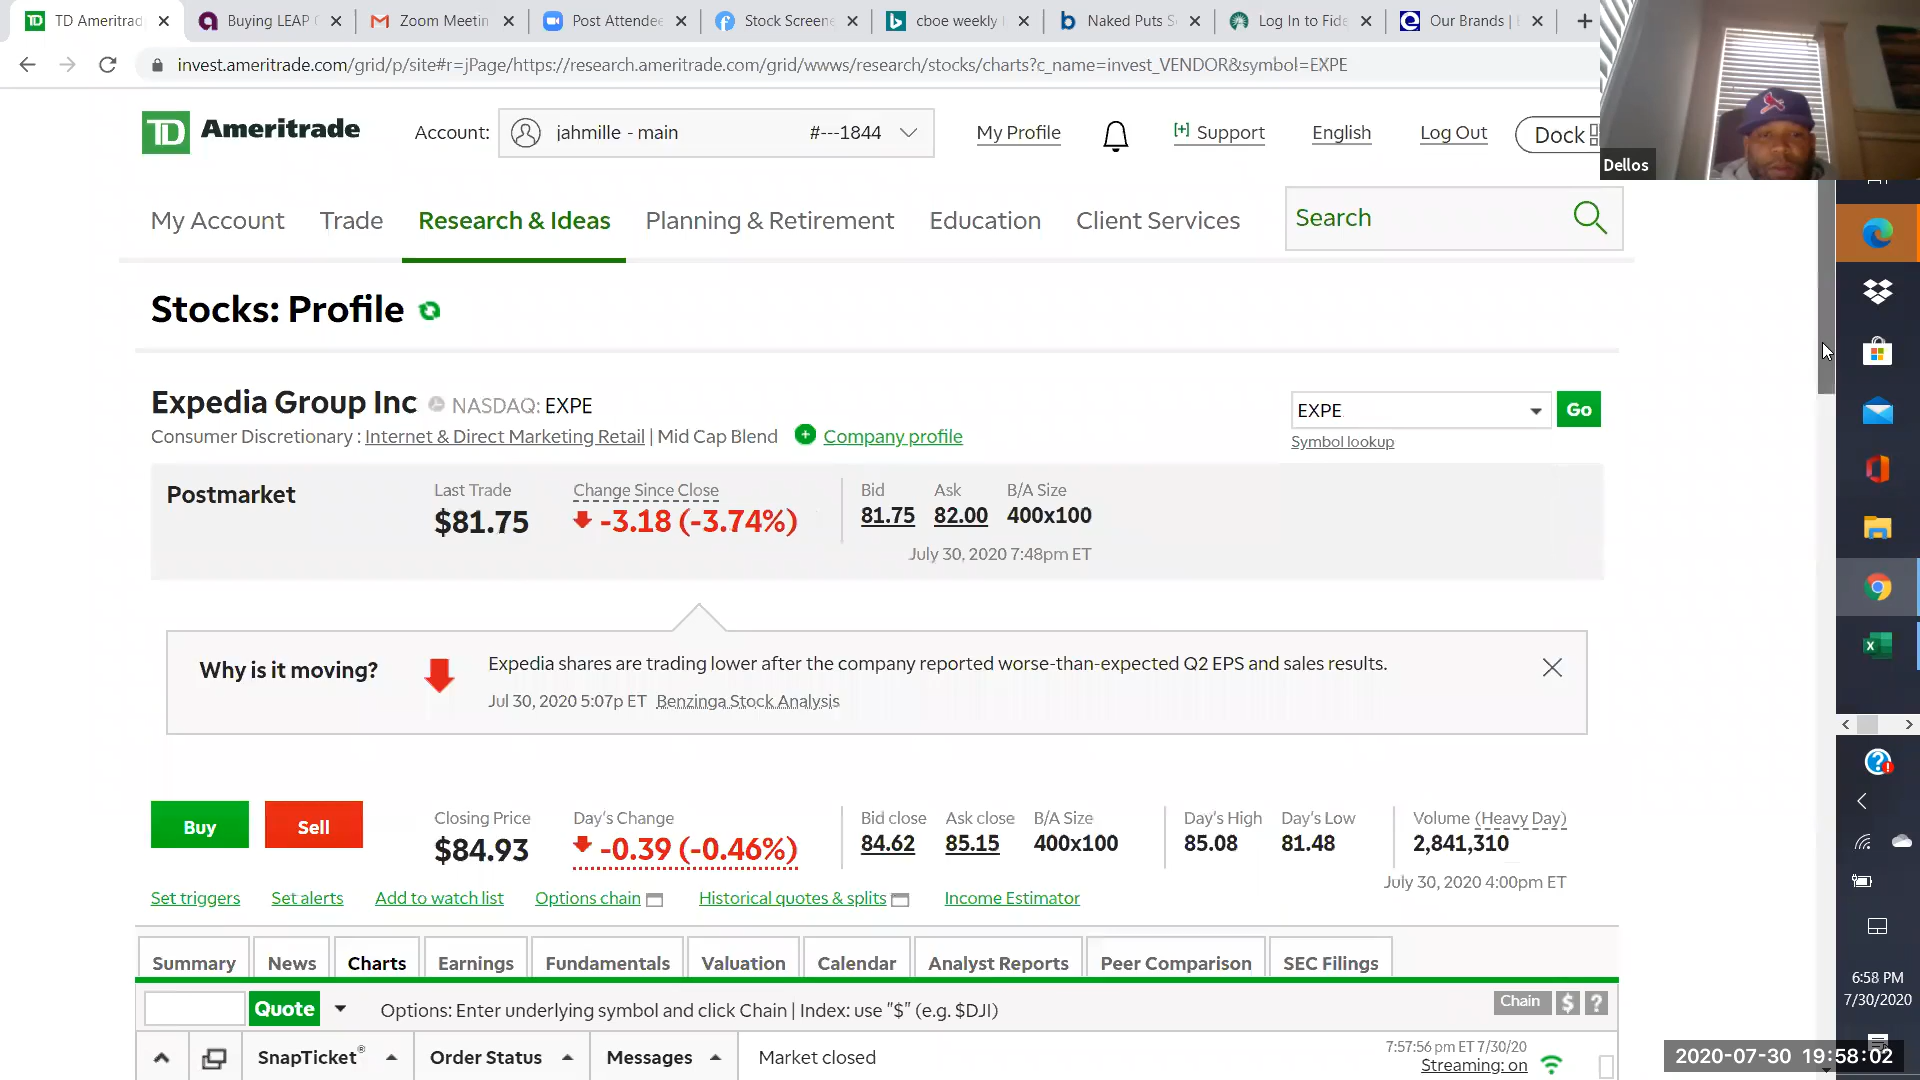 TD Ameritrad
Buying LEAP
Zoom Meetin
Post Attende
Stock Screene
cboe weekly
Naked Puts S
Log In to Fide
Our Brands |
invest.ameritrade.com/grid/p/site#r=jPage/https://research.ameritrade.com/grid/wwws/research/stocks/charts?c_name=invest_VENDOR&symbol=EXPE
TD Ameritrade
Account: jahmille - main #---1844
My Profile
[+] Support
English
Log Out
Dock
Dellos
My Account Trade Research & Ideas Planning & Retirement Education Client Services
Search
Stocks: Profile
Expedia Group Inc NASDAQ: EXPE
EXPE
Go
Consumer Discretionary : Internet & Direct Marketing Retail | Mid Cap Blend Company profile
Symbol lookup
Postmarket
Last Trade Change Since Close Bid Ask B/A Size
$81.75 -3.18 (-3.74%) 81.75 82.00 400x100
July 30, 2020 7:48pm ET
Why is it moving?
Expedia shares are trading lower after the company reported worse-than-expected Q2 EPS and sales results.
Jul 30, 2020 5:07p ET Benzinga Stock Analysis
Buy Sell
Closing Price Day's Change Bid close Ask close B/A Size Day's High Day's Low Volume (Heavy Day)
$84.93 -0.39 (-0.46%) 84.62 85.15 400x100 85.08 81.48 2,841,310
July 30, 2020 4:00pm ET
Set triggers Set alerts Add to watch list Options chain Historical quotes & splits Income Estimator
Summary News Charts Earnings Fundamentals Valuation Calendar Analyst Reports Peer Comparison SEC Filings
Quote Options: Enter underlying symbol and click Chain | Index: use "$" (e.g. $DJI) Chain $ ?
SnapTicket® Order Status Messages Market closed
7:57:56 pm ET 7/30/20
Streaming: on
6:58 PM
7/30/2020
2020-07-30 19:58:02